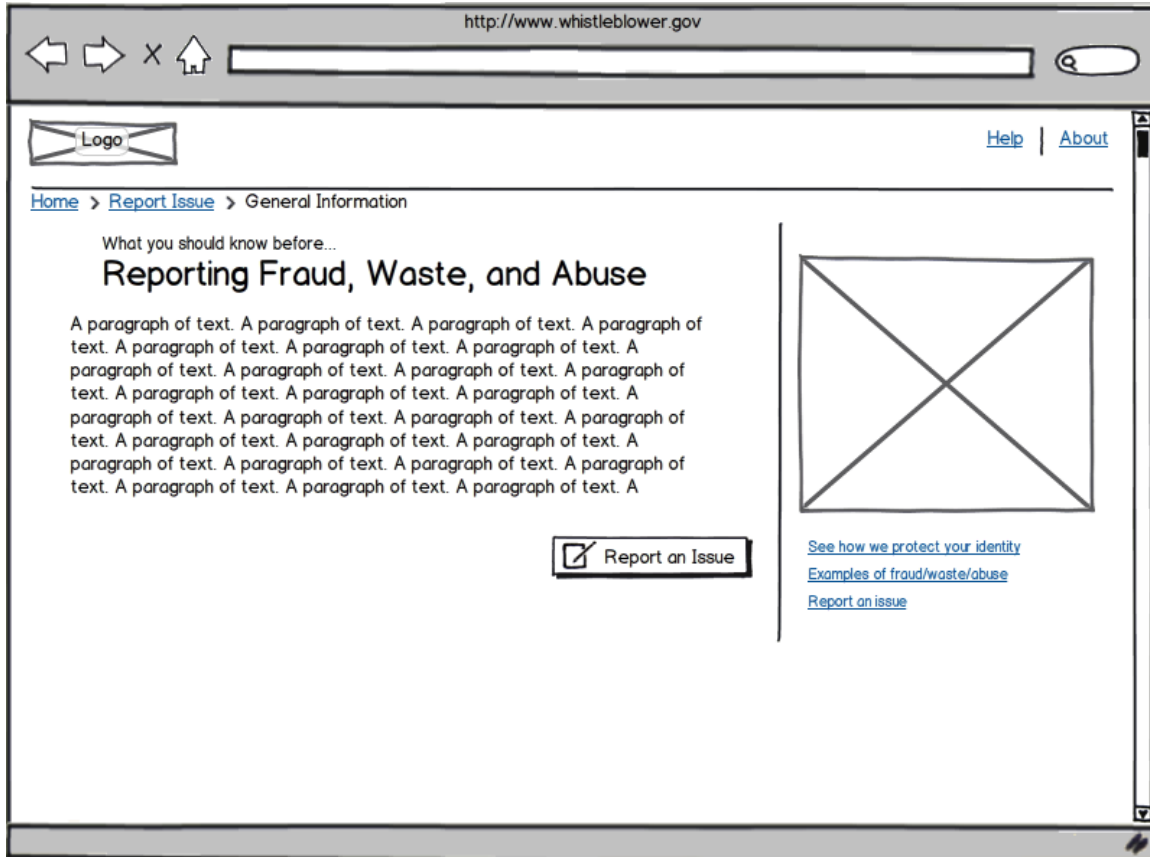 http://www.whistleblower.gov
Logo
Help | About
Home > Report Issue > General Information
What you should know before...
Reporting Fraud, Waste, and Abuse
A paragraph of text. A paragraph of text. A paragraph of text. A paragraph of
text. A paragraph of text. A paragraph of text. A paragraph of text. A
paragraph of text. A paragraph of text. A paragraph of text. A paragraph of
text. A paragraph of text. A paragraph of text. A paragraph of text. A
paragraph of text. A paragraph of text. A paragraph of text. A paragraph of
text. A paragraph of text. A paragraph of text. A paragraph of text. A
paragraph of text. A paragraph of text. A paragraph of text. A paragraph of
text. A paragraph of text. A paragraph of text. A paragraph of text. A
Report an Issue
See how we protect your identity
Examples of fraud/waste/abuse
Report an issue